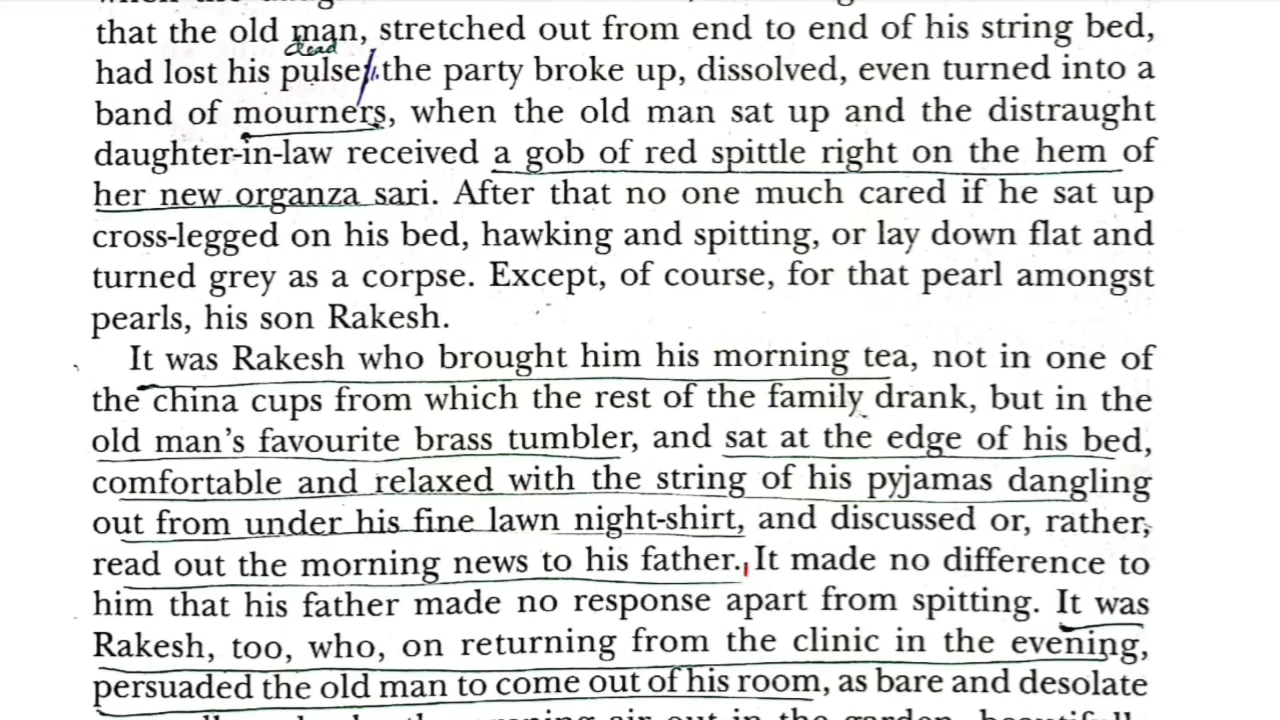 that the old man, stretched out from end to end of his string bed,
dead
had lost his pulse, the party broke up, dissolved, even turned into a
band of mourners, when the old man sat up and the distraught
daughter-in-law received a gob of red spittle right on the hem of
her new organza sari. After that no one much cared if he sat up
cross-legged on his bed, hawking and spitting, or lay down flat and
turned grey as a corpse. Except, of course, for that pearl amongst
pearls, his son Rakesh.
It was Rakesh who brought him his morning tea, not in one of
the china cups from which the rest of the family drank, but in the
old man's favourite brass tumbler, and sat at the edge of his bed,
comfortable and relaxed with the string of his pyjamas dangling
out from under his fine lawn night-shirt, and discussed or, rather,
read out the morning news to his father. It made no difference to
him that his father made no response apart from spitting. It was
Rakesh, too, who, on returning from the clinic in the evening,
persuaded the old man to come out of his room, as bare and desolate